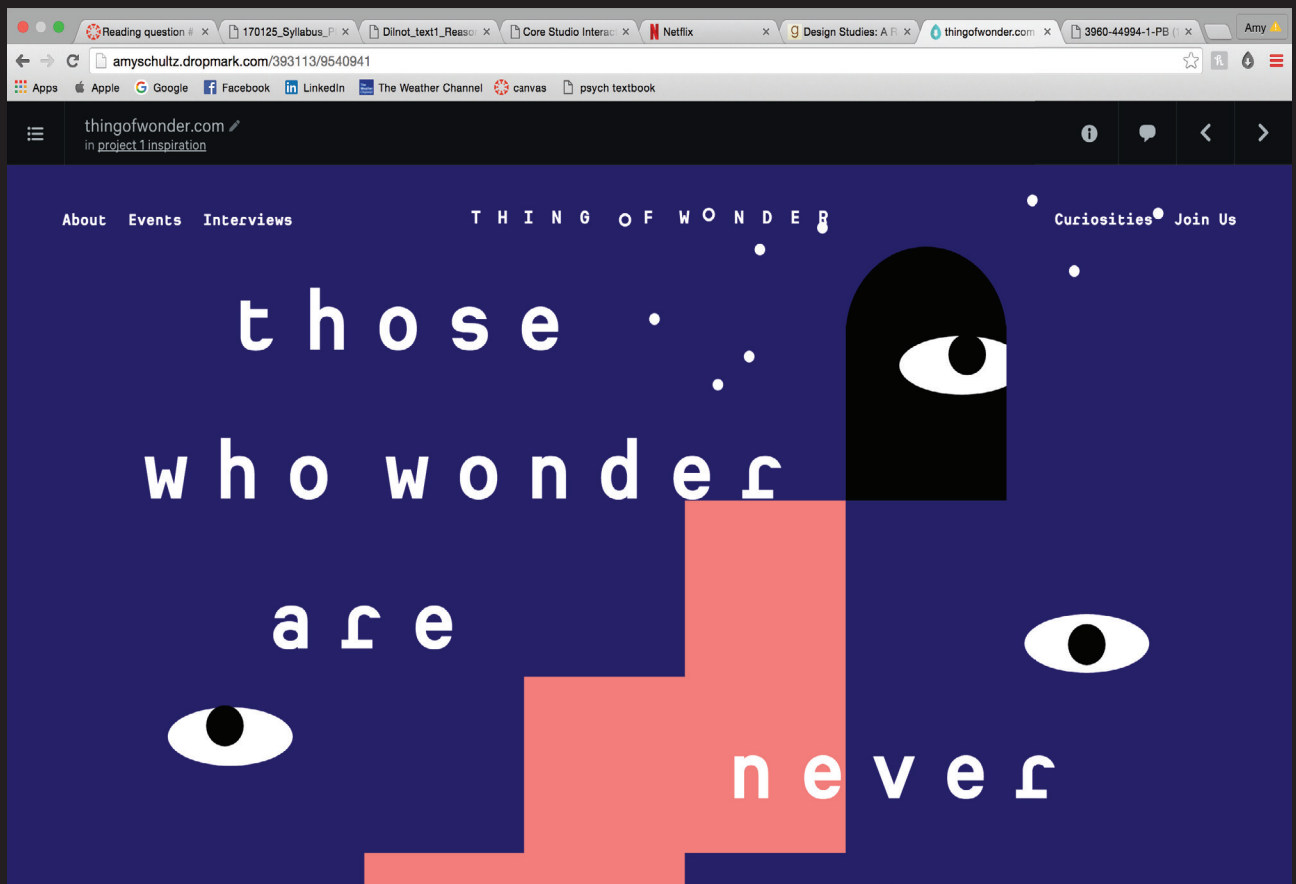 Reading question #
170125_Syllabus_P
Dilnot_text1_Reaso
Core Studio Interac
Netflix
Design Studies: A R
thingofwonder.com
3960-44994-1-PB (
Amy
amyschultz.dropmark.com/393113/9540941
Apps Apple Google Facebook LinkedIn The Weather Channel canvas psych textbook
thingofwonder.com
in project 1 inspiration
About Events Interviews THING OF WONDER Curiosities Join Us
those
who wonder
are
never